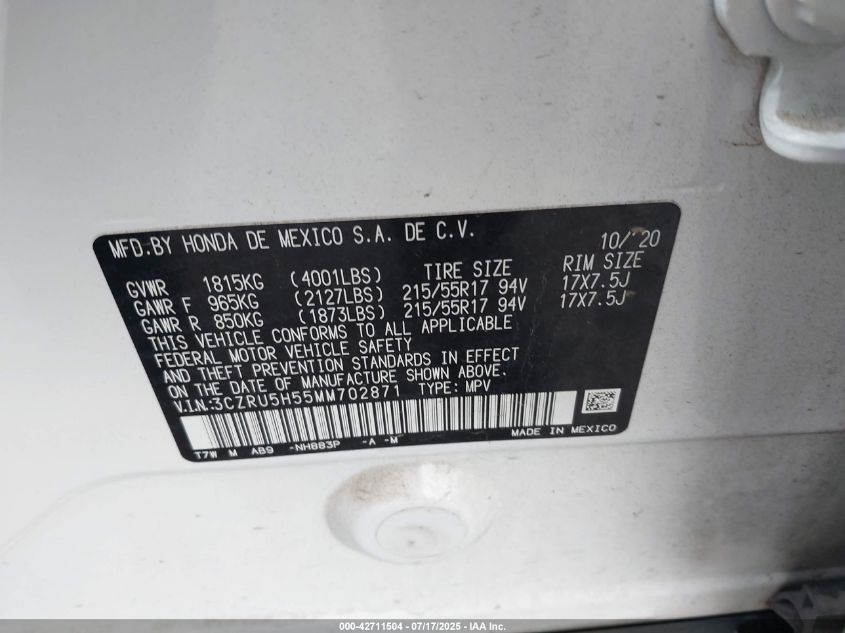 MFD.BY HONDA DE MEXICO S.A. DE C.V. 10/'20
GVWR 1815KG (4001LBS) TIRE SIZE RIM SIZE
GAWR F 965KG (2127LBS) 215/55R17 94V 17X7.5J
GAWR R 850KG (1873LBS) 215/55R17 94V 17X7.5J
THIS VEHICLE CONFORMS TO ALL APPLICABLE
FEDERAL MOTOR VEHICLE SAFETY
AND THEFT PREVENTION STANDARDS IN EFFECT
ON THE DATE OF MANUFACTURE SHOWN ABOVE.
V.I.N.:3CZRU5H55MM702871 TYPE: MPV
MADE IN MEXICO
T7W M AB9 -NH883P -A -M
000-42711504 - 07/17/2025 - IAA Inc.